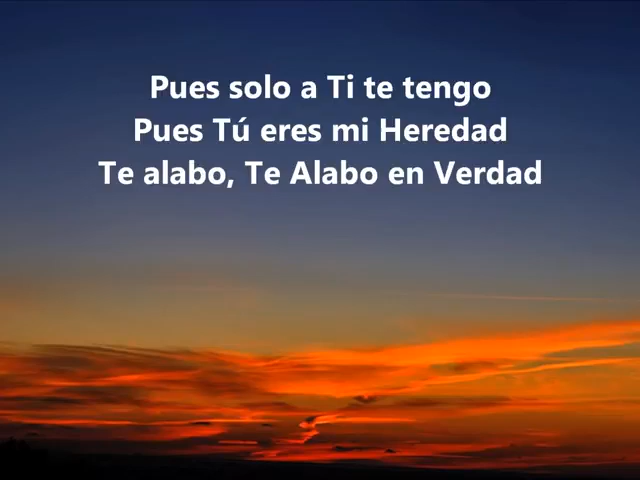 Pues solo a Ti te tengo
Pues Tú eres mi Heredad
Te alabo, Te Alabo en Verdad